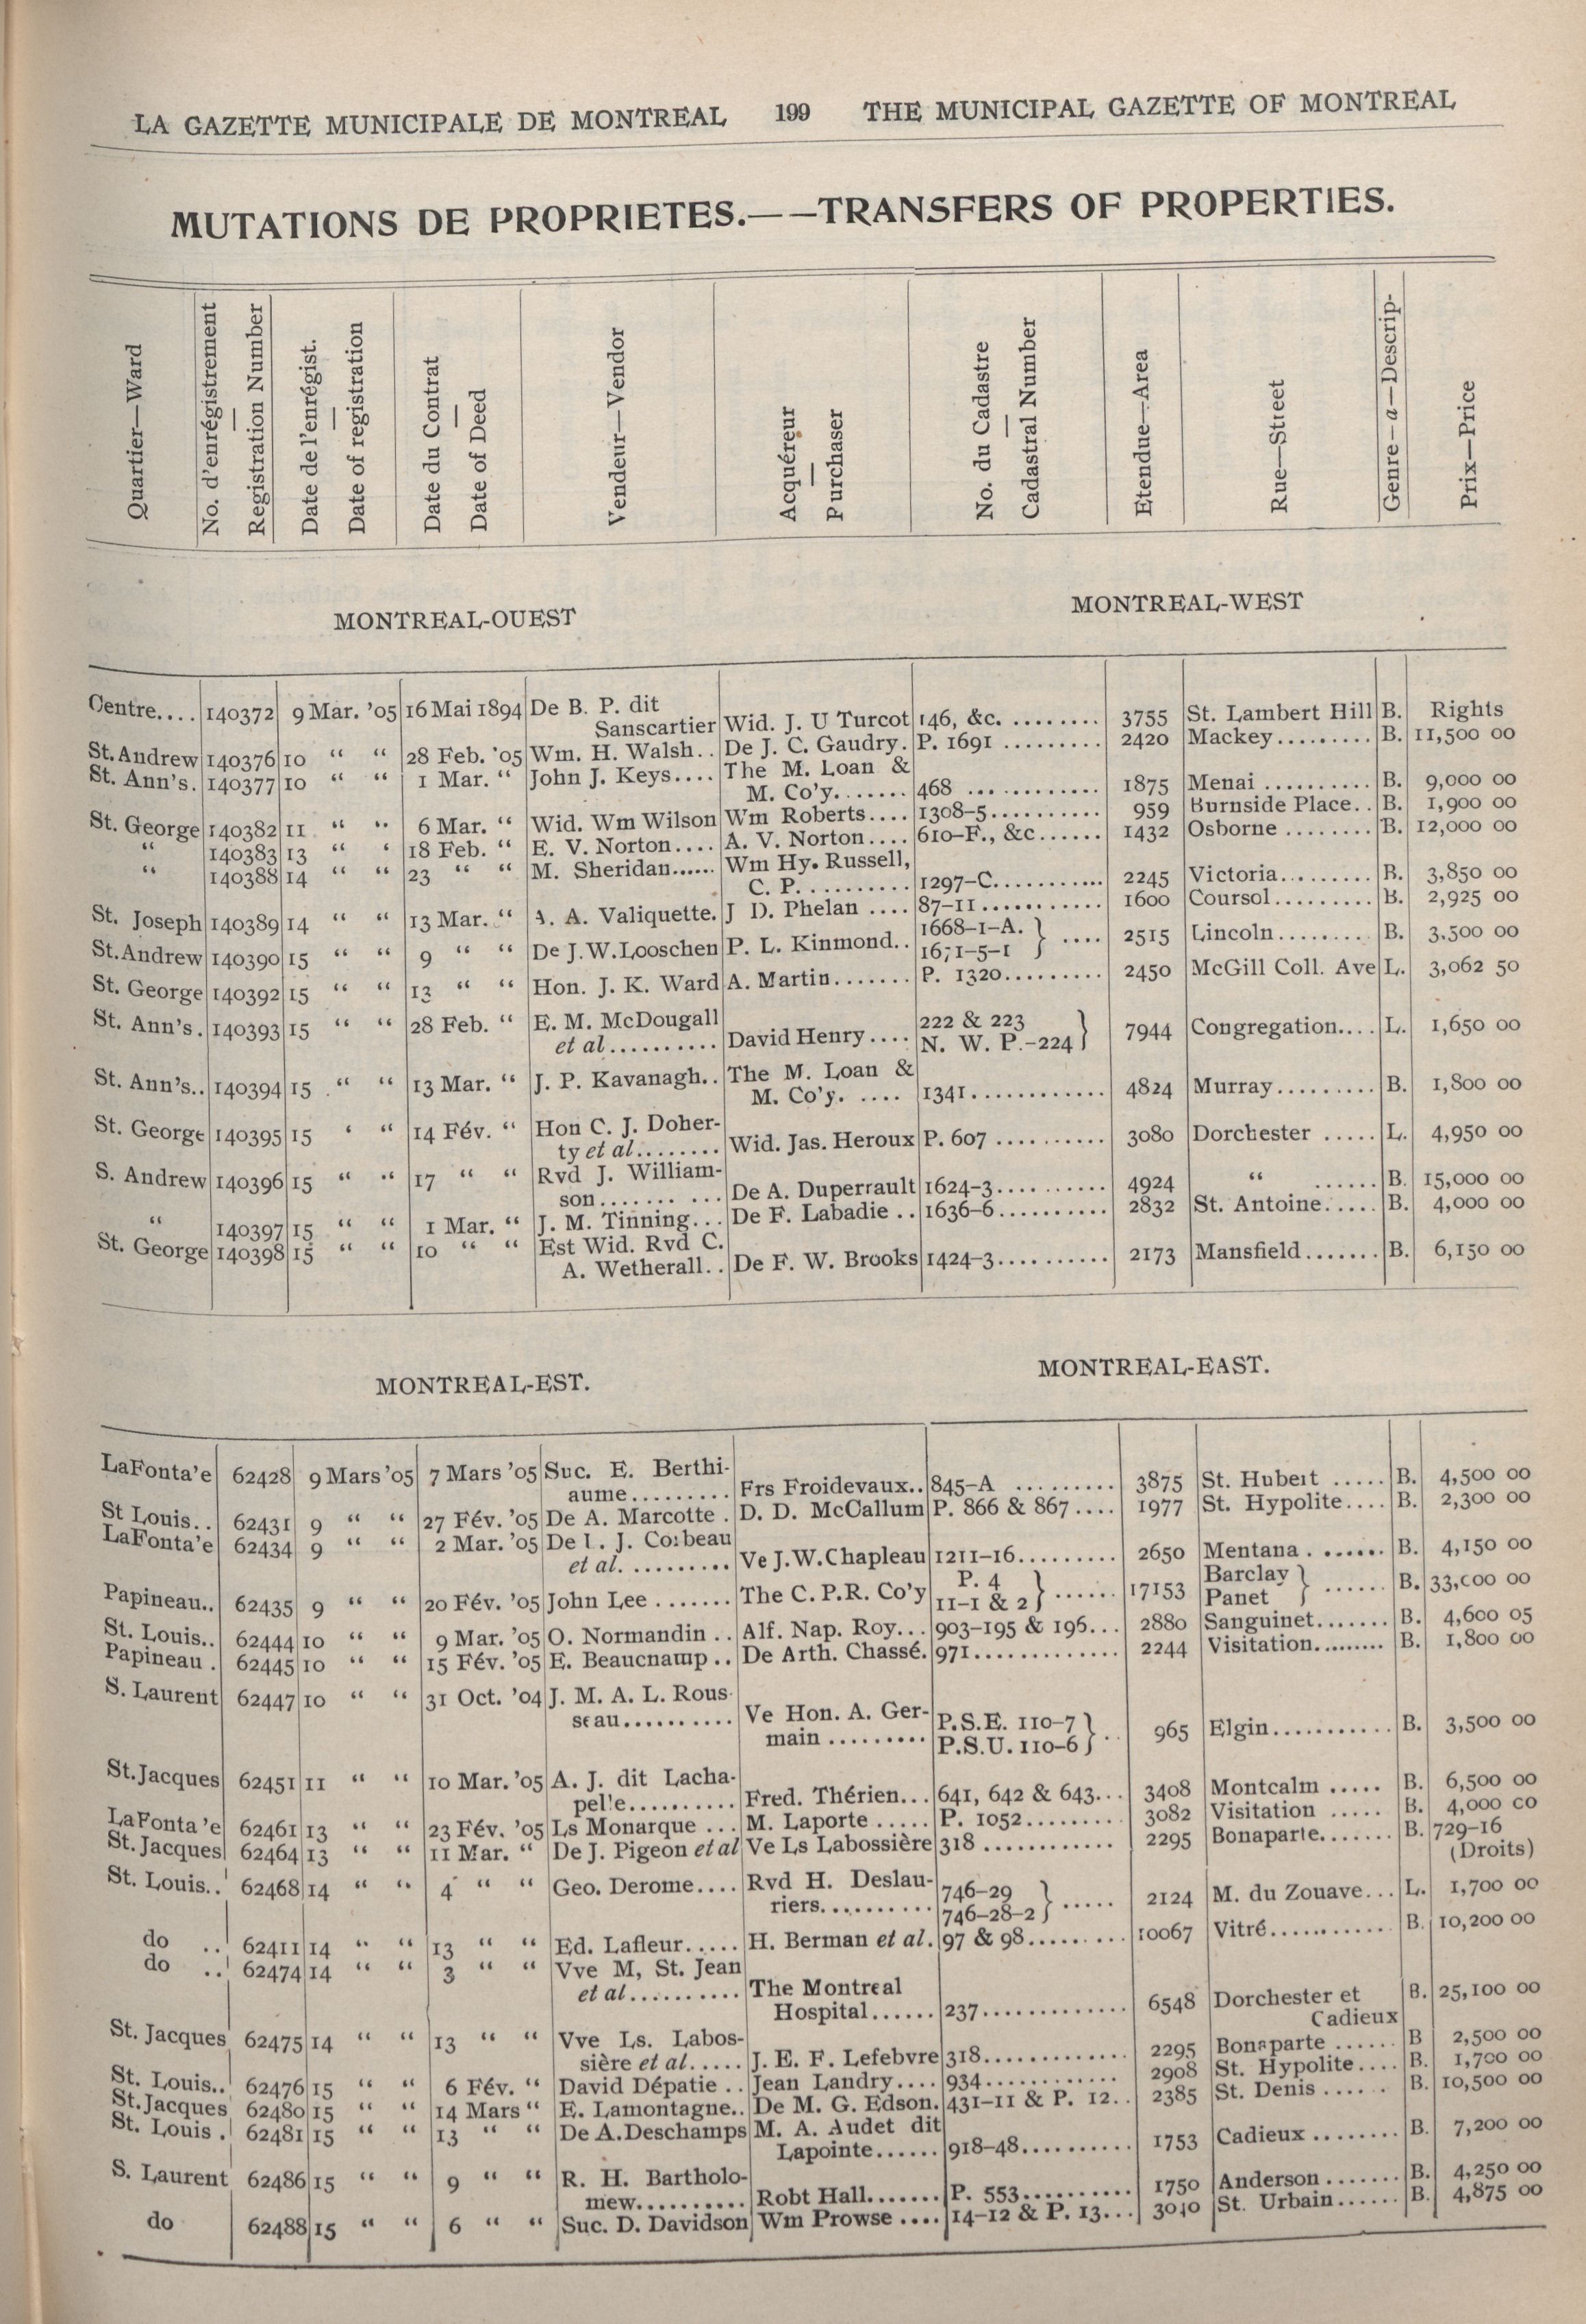 LA GAZETTE MUNICIPALE DE MONTREAL 199 THE MUNICIPAL GAZETTE OF MONTREAL
MUTATIONS DE PROPRIETES.——TRANSFERS OF PROPERTIES.
Quartier—Ward
No. d'enrégistrement
—
Registration Number
Date de l'enrégist.
—
Date of registration
Date du Contrat
—
Date of Deed
Vendeur—Vendor
Acquéreur
—
Purchaser
No. du Cadastre
—
Cadastral Number
Etendue—Area
Rue—Street
Genre—a—Descrip-
Prix—Price
MONTREAL-OUEST MONTREAL-WEST
Centre.... 140372 9 Mar. '05 16 Mai 1894 De B. P. dit
Sanscartier Wid. J. U Turcot 146, &c. ......... 3755 St. Lambert Hill B. Rights
St. Andrew 140376 10 “ “ 28 Feb. '05 Wm. H. Walsh.. De J. C. Gaudry. P. 1691 ......... 2420 Mackey......... B. 11,500 00
St. Ann's. 140377 10 “ “ 1 Mar. “ John J. Keys.... The M. Loan &
M. Co'y....... 468 ............ 1875 Menai .......... B. 9,000 00
St. George 140382 11 “ “ 6 Mar. “ Wid. Wm Wilson Wm Roberts.... 1308-5.......... 959 Burnside Place.. B. 1,900 00
“ 140383 13 “ ‘ 18 Feb. “ E. V. Norton.... A. V. Norton.... 610-F., &c...... 1432 Osborne ........ B. 12,000 00
“ 140388 14 “ “ 23 “ “ M. Sheridan...... Wm Hy. Russell,
C. P.......... 1297-C........... 2245 Victoria......... B. 3,850 00
St. Joseph 140389 14 “ “ 13 Mar. “ A. A. Valiquette. J D. Phelan .... 87-11........... 1600 Coursol......... B. 2,925 00
St. Andrew 140390 15 “ “ 9 “ “ De J. W. Looschen P. L. Kinmond.. 1668-1-A. } .... 2515 Lincoln......... B. 3.500 00
1671-5-1
St. George 140392 15 “ “ 13 “ “ Hon. J. K. Ward A. Martin....... P. 1320......... 2450 McGill Coll. Ave L. 3,062 50
St. Ann's. 140393 15 “ “ 28 Feb. “ E. M. McDougall
et al.......... David Henry.... 222 & 223
N. W. P.-224 } 7944 Congregation.... L. 1,650 00
St. Ann's.. 140394 15 “ “ 13 Mar. “ J. P. Kavanagh.. The M. Loan &
M. Co'y. .... 1341............ 4824 Murray......... B. 1,800 00
St. George 140395 15 ‘ “ 14 Fév. “ Hon C. J. Doher-
ty et al........ Wid. Jas. Heroux P. 607 .......... 3080 Dorchester ..... L. 4,950 00
S. Andrew 140396 15 “ “ 17 “ “ Rvd J. William-
son....... ... De A. Duperrault 1624-3.......... 4924 “ ...... B. 15,000 00
“ 140397 15 “ “ 1 Mar. “ J. M. Tinning... De F. Labadie .. 1636-6.......... 2832 St. Antoine..... B. 4,000 00
St. George 140398 15 “ “ 10 “ “ Est Wid. Rvd C.
A. Wetherall.. De F. W. Brooks 1424-3.......... 2173 Mansfield....... B. 6,150 00
MONTREAL-EST. MONTREAL-EAST.
LaFonta'e 62428 9 Mars '05 7 Mars '05 Suc. E. Berthi-
aume......... Frs Froidevaux.. 845-A ......... 3875 St. Hubert ..... B. 4,500 00
St Louis.. 62431 9 “ “ 27 Fév. '05 De A. Marcotte . D. D. McCallum P. 866 & 867.... 1977 St. Hypolite.... B. 2,300 00
LaFonta'e 62434 9 “ “ 2 Mar. '05 De L. J. Corbeau
et al.......... Ve J. W. Chapleau 1211-16......... 2650 Mentana ....... B. 4,150 00
Papineau.. 62435 9 “ “ 20 Fév. '05 John Lee ....... The C. P.R. Co'y P. 4
11-1 & 2 } ...... 17153 Barclay
Panet } ...... B. 33,000 00
St. Louis.. 62444 10 “ “ 9 Mar. '05 O. Normandin .. Alf. Nap. Roy... 903-195 & 196... 2880 Sanguinet....... B. 4,600 05
Papineau . 62445 10 “ “ 15 Fév. '05 E. Beaucnamp.. De Arth. Chassé. 971............. 2244 Visitation......... B. 1,800 00
S. Laurent 62447 10 “ “ 31 Oct. '04 J. M. A. L. Rous-
seau.......... Ve Hon. A. Ger-
main ......... P.S.E. 110-7
P.S.U. 110-6 } .. 965 Elgin........... B. 3,500 00
St. Jacques 62451 11 “ “ 10 Mar. '05 A. J. dit Lacha-
pelle.......... Fred. Thérien... 641, 642 & 643... 3408 Montcalm ..... B. 6,500 00
LaFonta'e 62461 13 “ “ 23 Fév. '05 Ls Monarque ... M. Laporte ..... P. 1052......... 3082 Visitation ..... B. 4,000 00
St. Jacques 62464 13 “ “ 11 Mar. “ De J. Pigeon et al Ve Ls Labossière 318 ............ 2295 Bonaparte....... B. 729-16
(Droits)
St. Louis.. 62468 14 “ “ 4 “ “ Geo. Derome.... Rvd H. Deslau-
riers.......... 746-29
746-28-2 } ..... 2124 M. du Zouave... L. 1,700 00
do .. 62411 14 “ “ 13 “ “ Ed. Lafleur..... H. Berman et al. 97 & 98......... 10067 Vitré........... B. 10,200 00
do .. 62474 14 “ “ 3 “ “ Vve M, St. Jean
et al.......... The Montreal
Hospital...... 237............. 6548 Dorchester et
Cadieux B. 25,100 00
St. Jacques 62475 14 “ “ 13 “ “ Vve Ls. Labos-
sière et al..... J. E. F. Lefebvre 318............. 2295 Bonaparte ...... B 2,500 00
St. Louis.. 62476 15 “ “ 6 Fév. “ David Dépatie .. Jean Landry.... 934............ 2908 St. Hypolite.... B. 1,700 00
St. Jacques 62480 15 “ “ 14 Mars “ E. Lamontagne.. De M. G. Edson. 431-11 & P. 12.. 2385 St. Denis ...... B. 10,500 00
St. Louis . 62481 15 “ “ 13 “ “ De A. Deschamps M. A. Audet dit
Lapointe...... 918-48.......... 1753 Cadieux ........ B. 7,200 00
S. Laurent 62486 15 “ “ 9 “ “ R. H. Bartholo-
mew.......... Robt Hall....... P. 553.......... 1750 Anderson ....... B. 4,250 00
do 62488 15 “ “ 6 “ “ Suc. D. Davidson Wm Prowse .... 14-12 & P. 13... 3040 St. Urbain...... B. 4,875 00